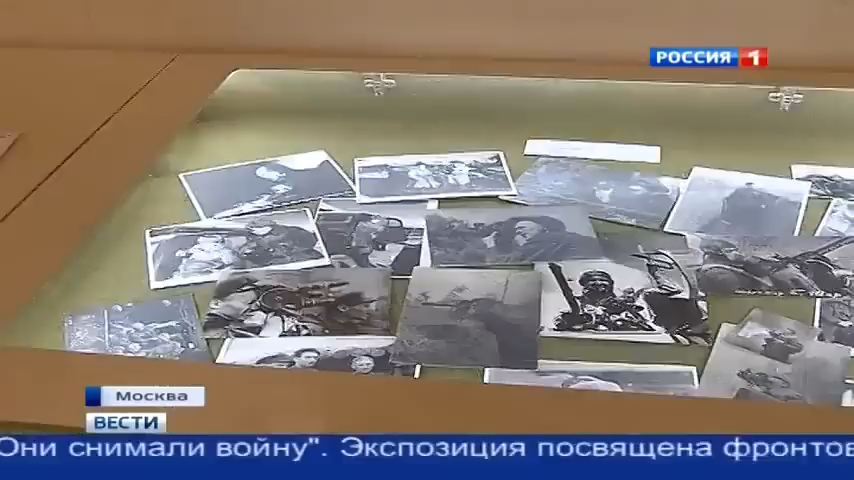 РОССИЯ 1
Москва
ВЕСТИ
Они снимали войну". Экспозиция посвящена фронтов